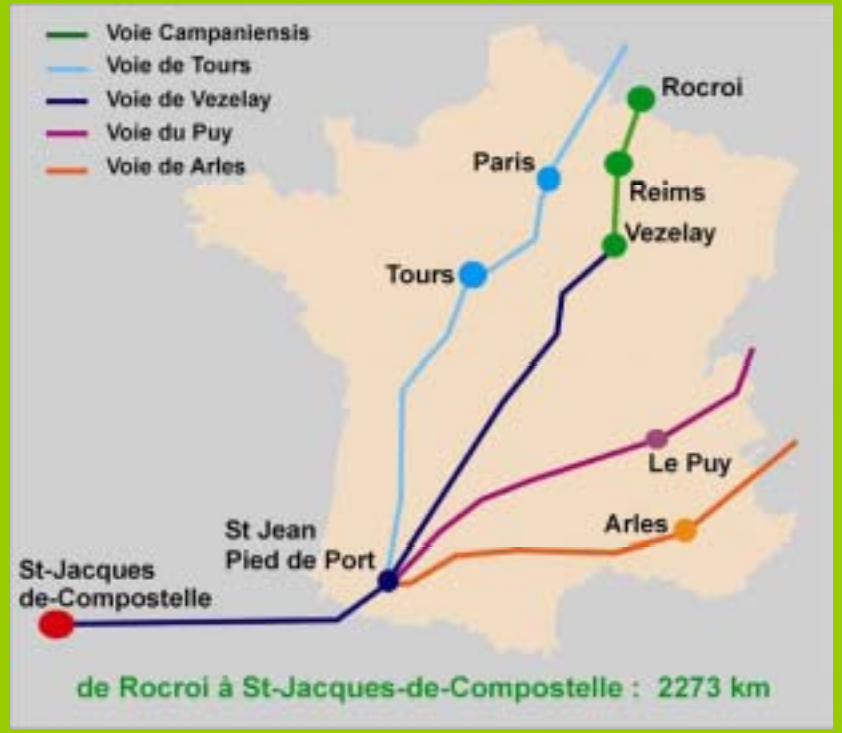 Voie Campaniensis
Voie de Tours
Voie de Vezelay
Voie du Puy
Voie de Arles
Rocroi
Paris
Reims
Vezelay
Tours
Le Puy
Arles
St Jean
Pied de Port
St-Jacques
de-Compostelle
de Rocroi à St-Jacques-de-Compostelle : 2273 km